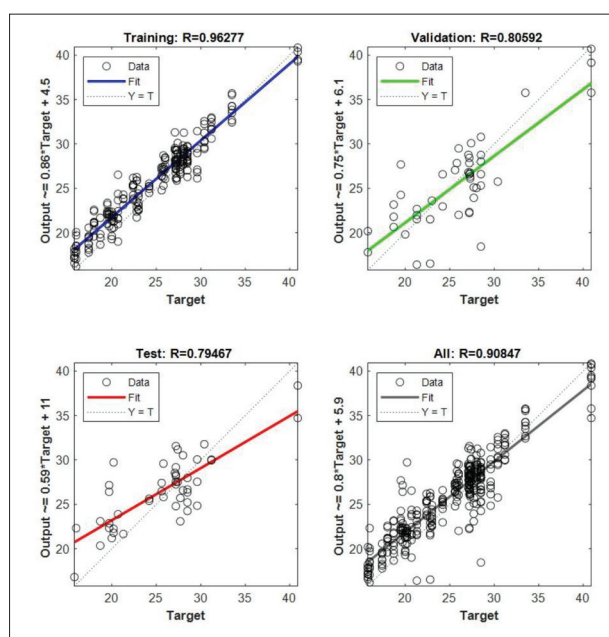 Training: R=0.96277
Output ~= 0.86*Target + 4.5
40
35
30
25
20
Data
Fit
Y = T
20 25 30 35 40
Target
Validation: R=0.80592
Output ~= 0.75*Target + 6.1
40
35
30
25
20
Data
Fit
Y = T
20 25 30 35 40
Target
Test: R=0.79467
Output ~= 0.59*Target + 11
40
35
30
25
20
Data
Fit
Y = T
20 25 30 35 40
Target
All: R=0.90847
Output ~= 0.8*Target + 5.9
40
35
30
25
20
Data
Fit
Y = T
20 25 30 35 40
Target